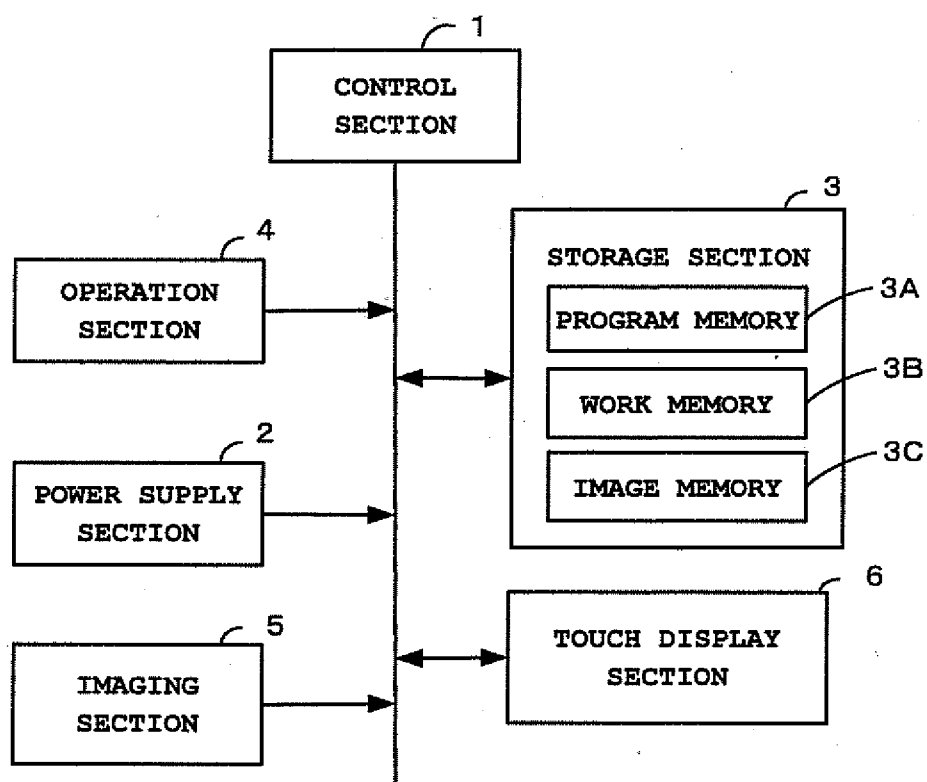 1
CONTROL
SECTION
3
STORAGE SECTION
3A
PROGRAM MEMORY
3B
WORK MEMORY
3C
IMAGE MEMORY
4
OPERATION
SECTION
2
POWER SUPPLY
SECTION
5
IMAGING
SECTION
6
TOUCH DISPLAY
SECTION